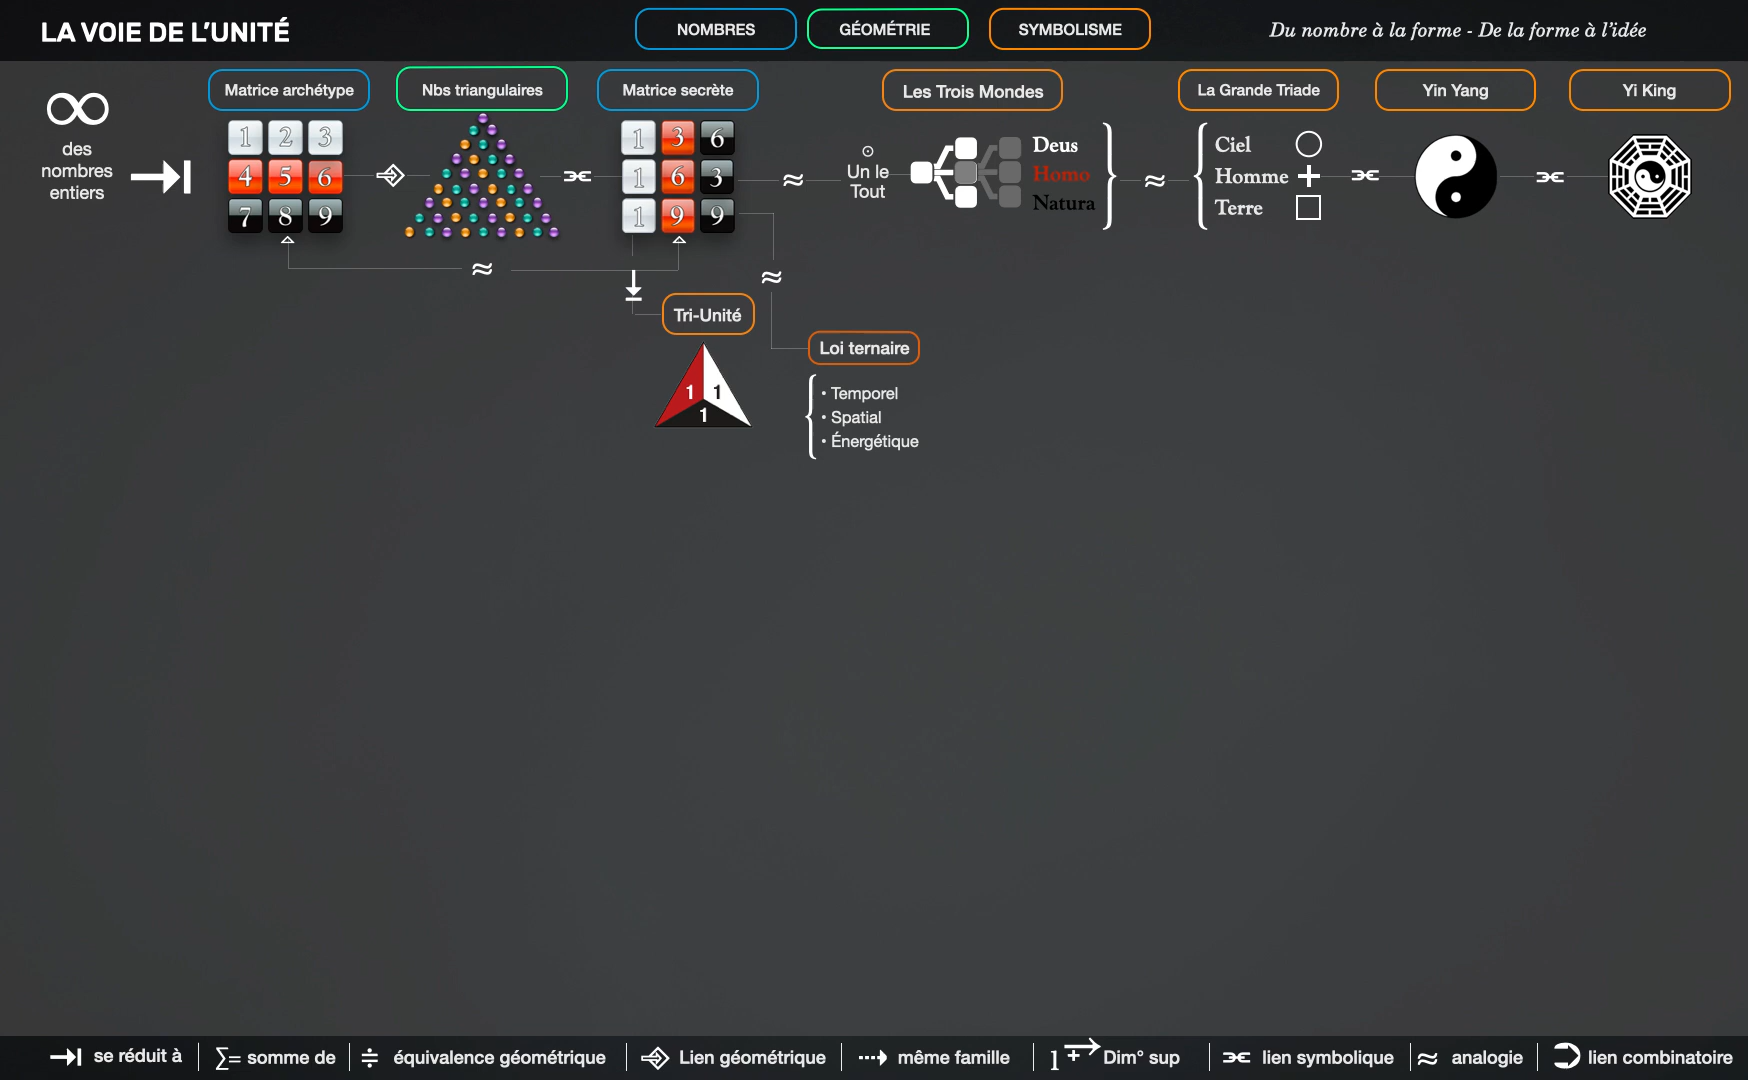 LA VOIE DE L'UNITÉ
NOMBRES
GÉOMÉTRIE
SYMBOLISME
Du nombre à la forme - De la forme à l'idée
∞
des
nombres
entiers
Matrice archétype
1 2 3
4 5 6
7 8 9
Nbs triangulaires
Matrice secrète
1 3 6
1 6 3
1 9 9
≈
Les Trois Mondes
Un le
Tout
Deus
Homo
Natura
≈
La Grande Triade
Ciel
Homme
Terre
Yin Yang
Yi King
≈
≈
Tri-Unité
1 1
1
Loi ternaire
• Temporel
• Spatial
• Énergétique
se réduit à
∑= somme de
équivalence géométrique
Lien géométrique
même famille
1 + Dim° sup
lien symbolique
≈ analogie
lien combinatoire